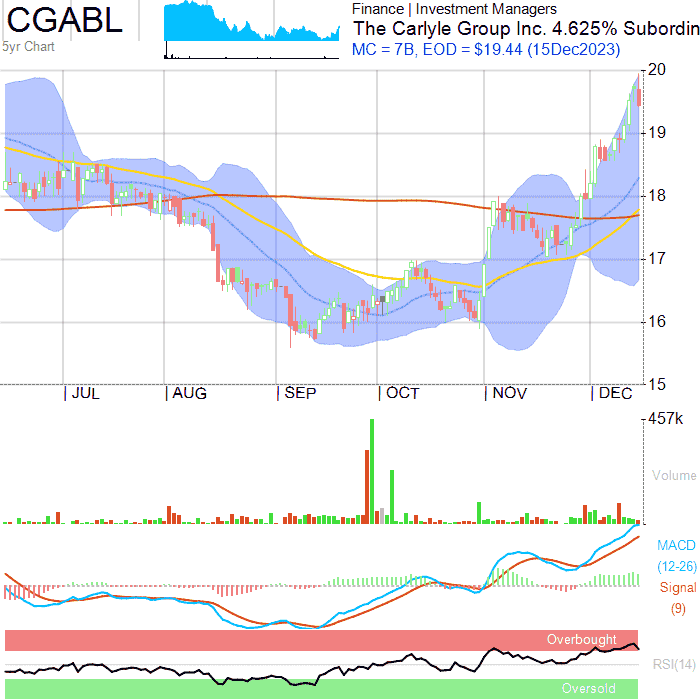 CGABL
5yr Chart
Finance | Investment Managers
The Carlyle Group Inc. 4.625% Subordin
MC = 7B, EOD = $19.44 (15Dec2023)
20
19
18
17
16
15
JUL AUG SEP OCT NOV DEC
457k
Volume
MACD
(12-26)
Signal
(9)
Overbought
RSI(14)
Oversold